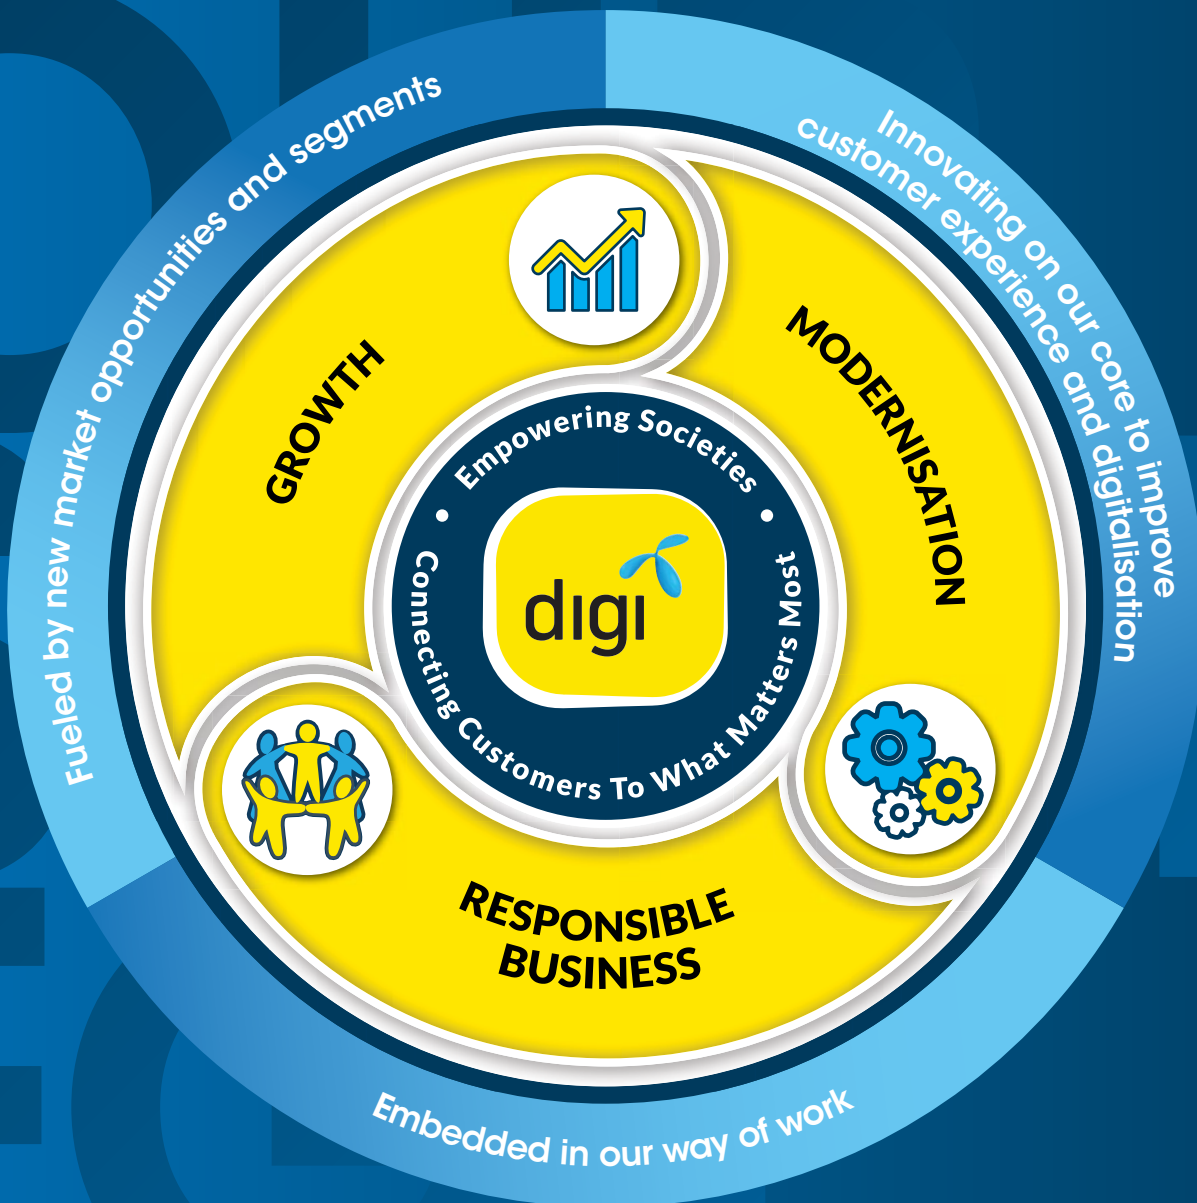 Fueled by new market opportunities and segments
Innovating on our core to improve
customer experience and digitalisation
GROWTH
MODERNISATION
Empowering Societies
•
•
digi
Connecting Customers To What Matters Most
RESPONSIBLE
BUSINESS
Embedded in our way of work